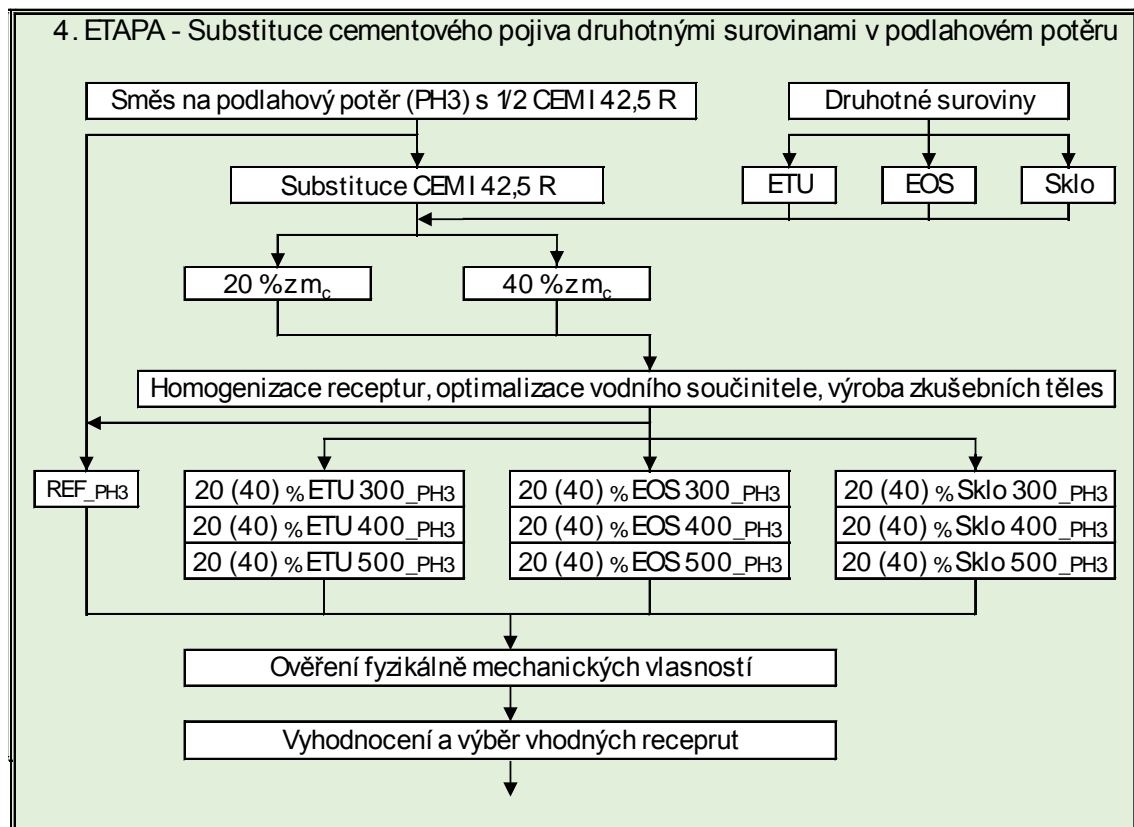 4. ETAPA - Substituce cementového pojiva druhotnými surovinami v podlahovém potěru
Směs na podlahový potěr (PH3) s 1/2 CEM I 42,5 R
Druhotné suroviny
Substituce CEM I 42,5 R
ETU
EOS
Sklo
20 % z mc
40 % z mc
Homogenizace receptur, optimalizace vodního součinitele, výroba zkušebních těles
REF_PH3
20 (40) % ETU 300_PH3
20 (40) % ETU 400_PH3
20 (40) % ETU 500_PH3
20 (40) % EOS 300_PH3
20 (40) % EOS 400_PH3
20 (40) % EOS 500_PH3
20 (40) % Sklo 300_PH3
20 (40) % Sklo 400_PH3
20 (40) % Sklo 500_PH3
Ověření fyzikálně mechanických vlasností
Vyhodnocení a výběr vhodných receprut